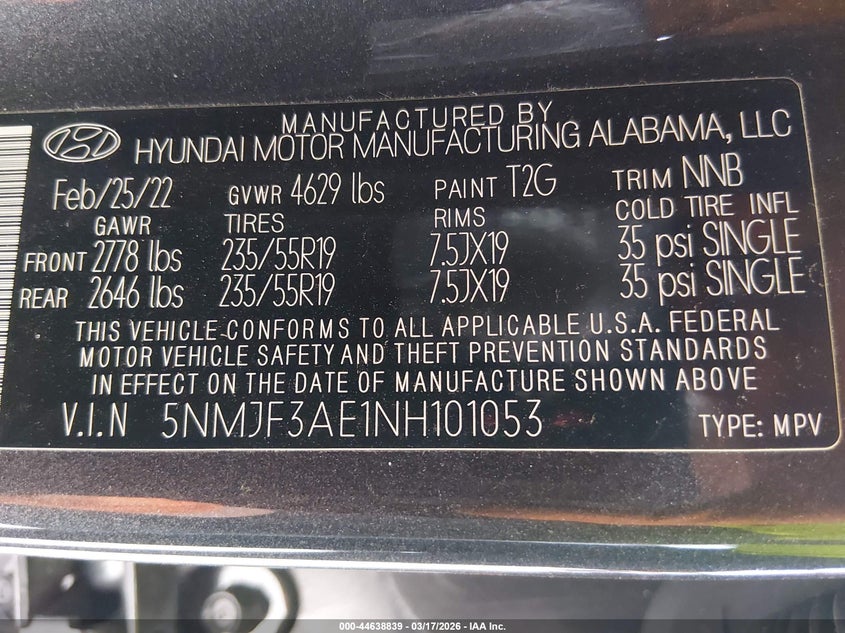 MANUFACTURED BY
HYUNDAI MOTOR MANUFACTURING ALABAMA, LLC
Feb/25/22 GVWR 4629 lbs PAINT T2G TRIM NNB
GAWR TIRES RIMS COLD TIRE INFL
FRONT 2778 lbs 235/55R19 7.5JX19 35 psi SINGLE
REAR 2646 lbs 235/55R19 7.5JX19 35 psi SINGLE
THIS VEHICLE CONFORMS TO ALL APPLICABLE U.S.A. FEDERAL
MOTOR VEHICLE SAFETY AND THEFT PREVENTION STANDARDS
IN EFFECT ON THE DATE OF MANUFACTURE SHOWN ABOVE
V.I.N 5NMJF3AE1NH101053 TYPE: MPV
000-44638839 - 03/17/2026 - IAA Inc.